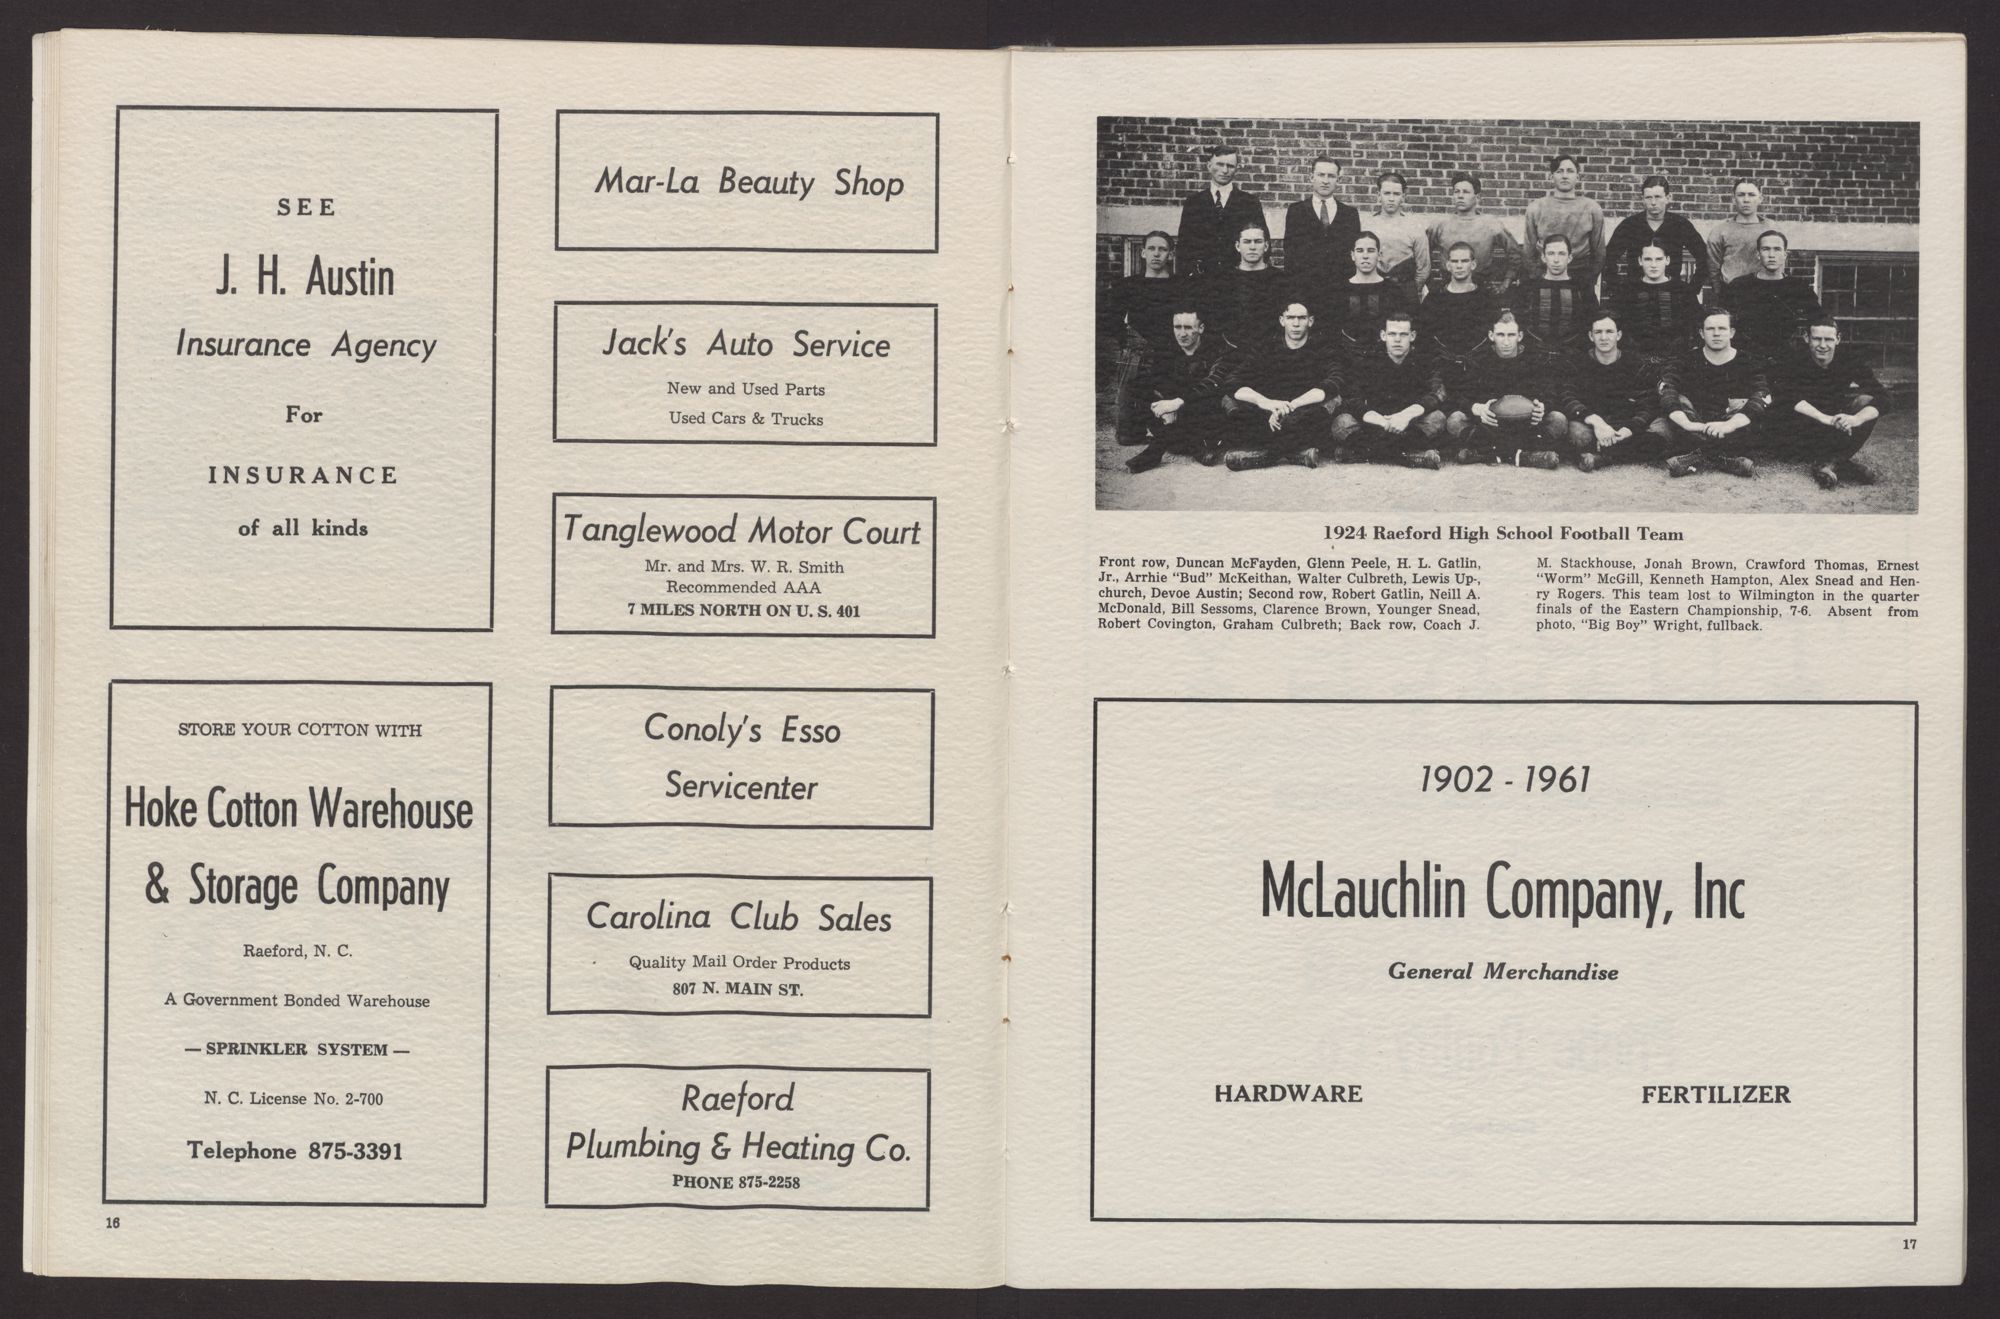 SEE
J. H. Austin
Insurance Agency
For
INSURANCE
of all kinds
STORE YOUR COTTON WITH
Hoke Cotton Warehouse
& Storage Company
Raeford, N. C.
A Government Bonded Warehouse
— SPRINKLER SYSTEM —
N. C. License No. 2-700
Telephone 875-3391
16
Mar-La Beauty Shop
Jack's Auto Service
New and Used Parts
Used Cars & Trucks
Tanglewood Motor Court
Mr. and Mrs. W. R. Smith
Recommended AAA
7 MILES NORTH ON U. S. 401
Conoly's Esso
Servicenter
Carolina Club Sales
Quality Mail Order Products
807 N. MAIN ST.
Raeford
Plumbing & Heating Co.
PHONE 875-2258
1924 Raeford High School Football Team
Front row, Duncan McFayden, Glenn Peele, H. L. Gatlin,
Jr., Arrhie "Bud" McKeithan, Walter Culbreth, Lewis Up-,
church, Devoe Austin; Second row, Robert Gatlin, Neill A.
McDonald, Bill Sessoms, Clarence Brown, Younger Snead,
Robert Covington, Graham Culbreth; Back row, Coach J.
M. Stackhouse, Jonah Brown, Crawford Thomas, Ernest
"Worm" McGill, Kenneth Hampton, Alex Snead and Hen-
ry Rogers. This team lost to Wilmington in the quarter
finals of the Eastern Championship, 7-6. Absent from
photo, "Big Boy" Wright, fullback.
1902 - 1961
McLauchlin Company, Inc
General Merchandise
HARDWARE FERTILIZER
17